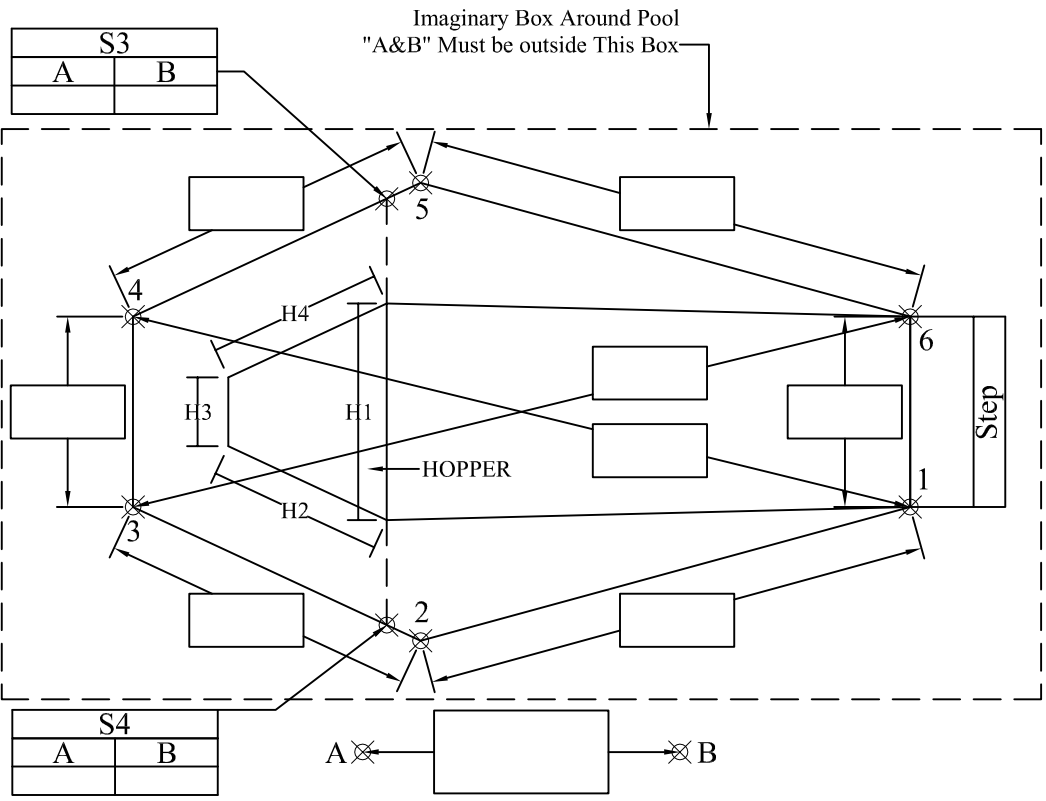 Imaginary Box Around Pool
"A&B" Must be outside This Box
S3
A B
5
4
H4
6
H3
H1
Step
HOPPER
1
H2
3
2
S4
A B
A B